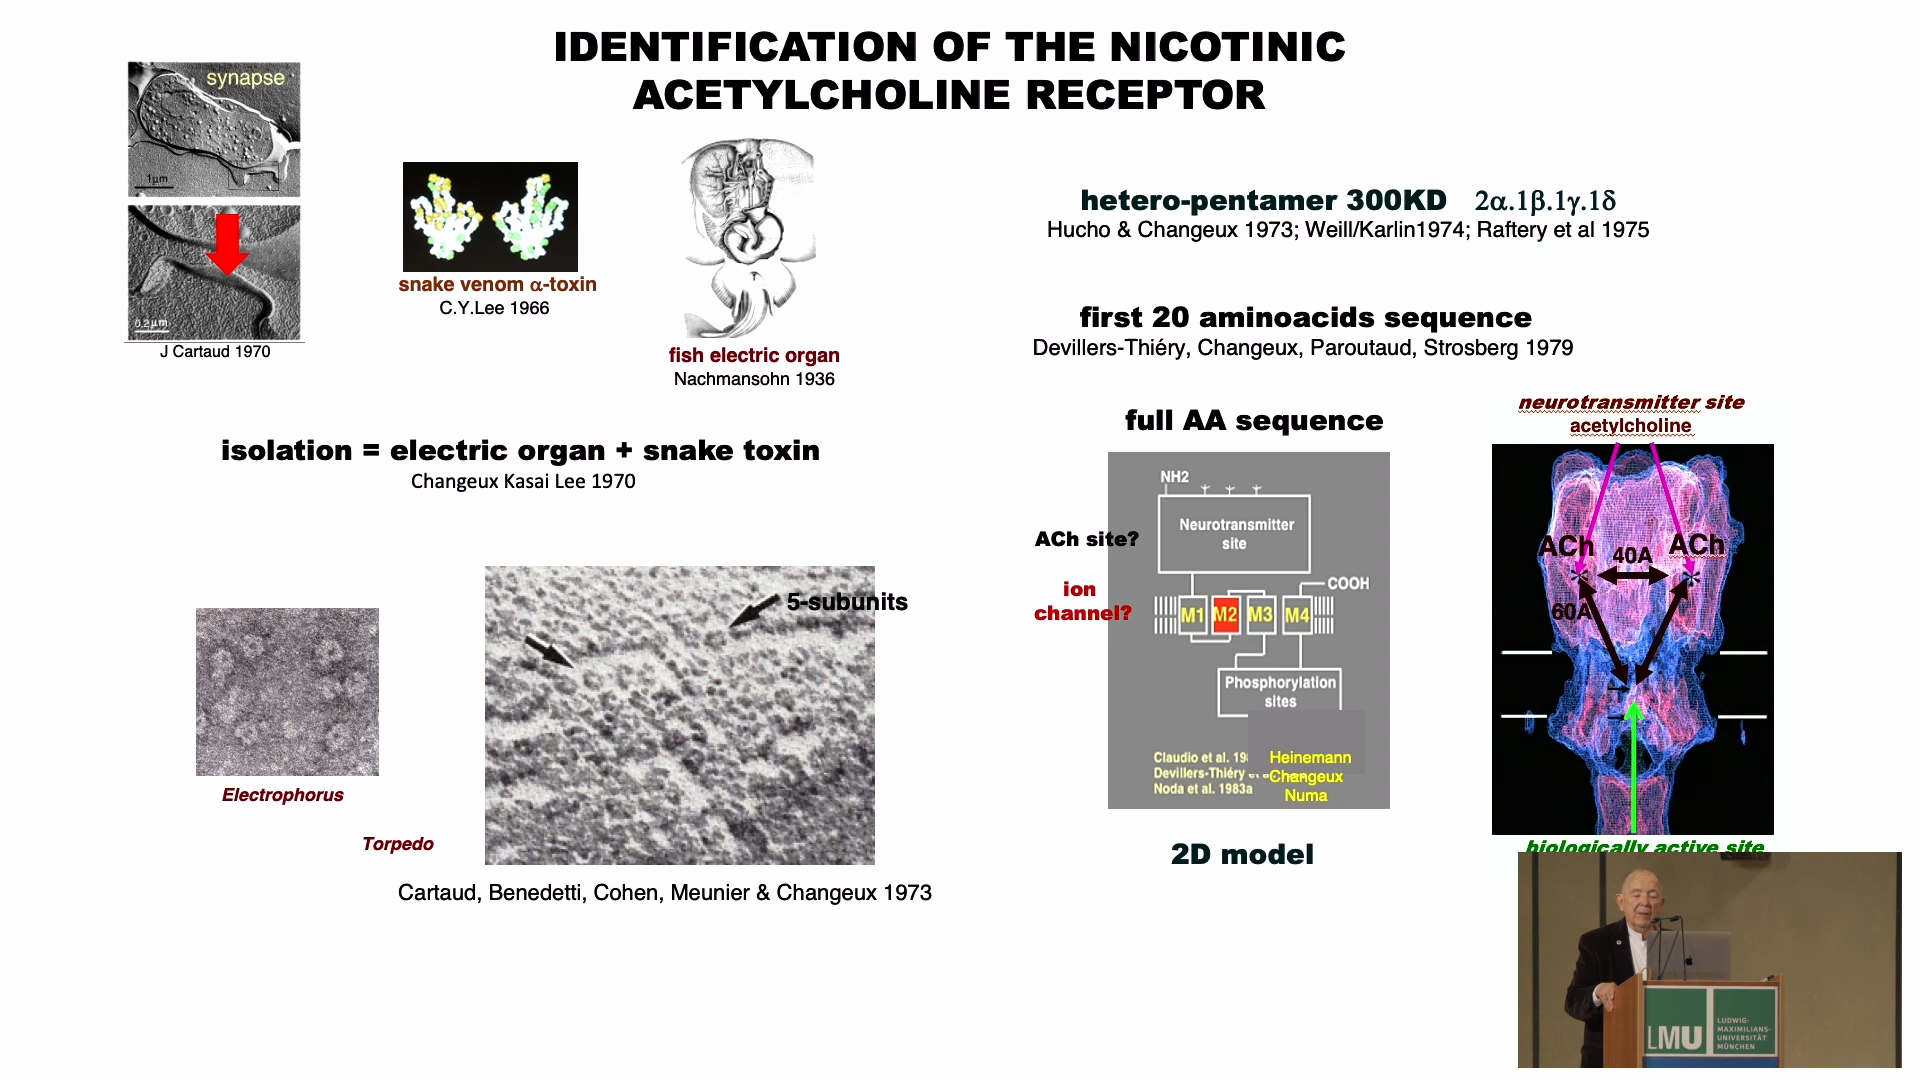 IDENTIFICATION OF THE NICOTINIC
ACETYLCHOLINE RECEPTOR
synapse
1µm
0.2µm
J Cartaud 1970
snake venom α-toxin
C.Y.Lee 1966
fish electric organ
Nachmansohn 1936
isolation = electric organ + snake toxin
Changeux Kasai Lee 1970
5-subunits
Electrophorus
Torpedo
Cartaud, Benedetti, Cohen, Meunier & Changeux 1973
hetero-pentamer 300KD 2α.1β.1γ.1δ
Hucho & Changeux 1973; Weill/Karlin1974; Raftery et al 1975
first 20 aminoacids sequence
Devillers-Thiéry, Changeux, Paroutaud, Strosberg 1979
full AA sequence
NH2
Neurotransmitter
site
ACh site?
ion
channel?
COOH
M1 M2 M3 M4
Phosphorylation
sites
Claudio et al.
Devillers-Thiéry
Noda et al. 1983a
Heinemann
Changeux
Numa
2D model
neurotransmitter site
acetylcholine
ACh 40A ACh
60A
biologically active site
LMU
LUDWIG-
MAXIMILIANS-
UNIVERSITÄT
MÜNCHEN